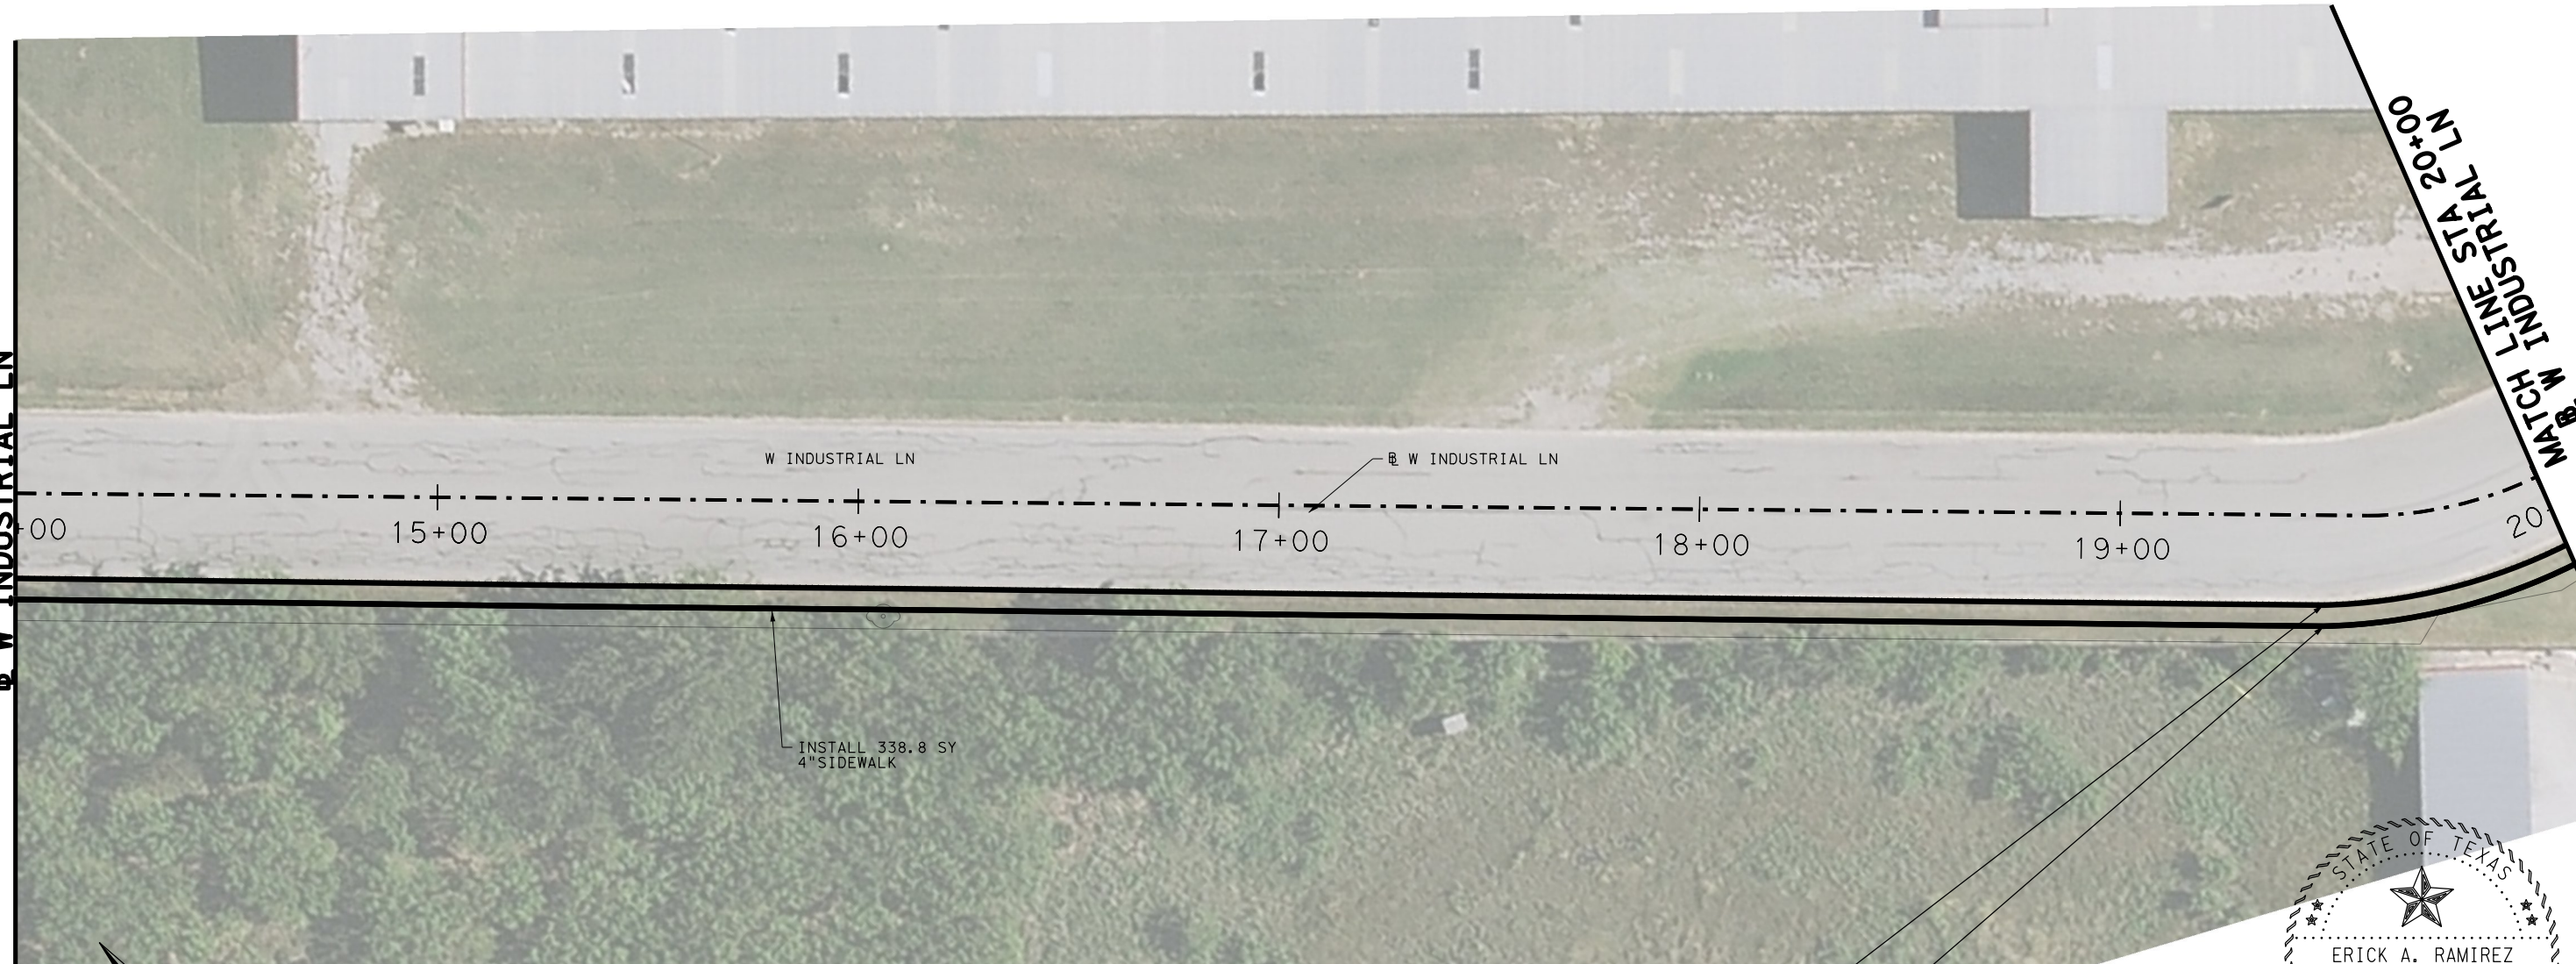 MATCH LINE STA 20+00
℄ W INDUSTRIAL LN
W INDUSTRIAL LN
℄ W INDUSTRIAL LN
+00
15+00
16+00
17+00
18+00
19+00
20
℄ W INDUSTRIAL LN
INSTALL 338.8 SY
4"SIDEWALK
STATE OF TEXAS
ERICK A. RAMIREZ